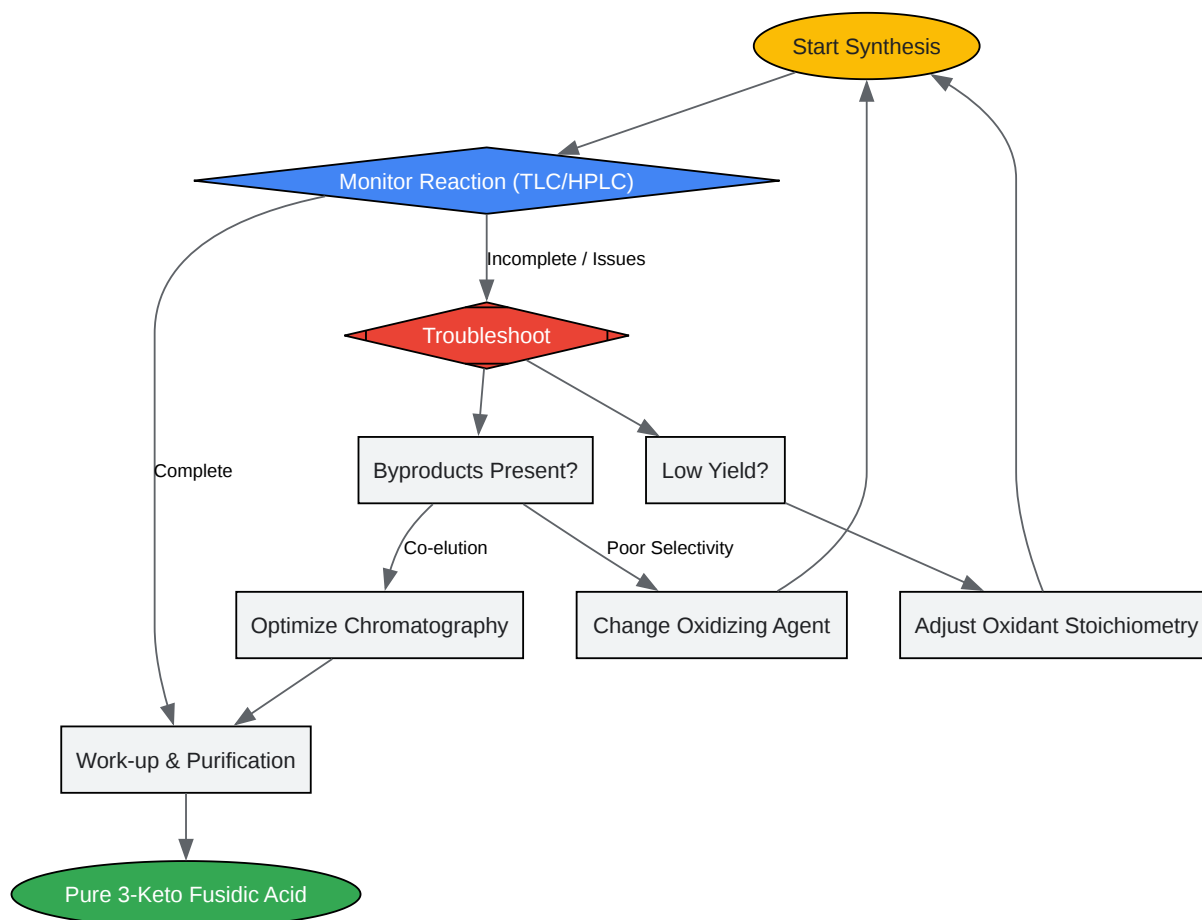 Start Synthesis
Monitor Reaction (TLC/HPLC)
Incomplete / Issues
Troubleshoot
Complete
Byproducts Present?
Low Yield?
Co-elution
Poor Selectivity
Optimize Chromatography
Change Oxidizing Agent
Adjust Oxidant Stoichiometry
Work-up & Purification
Pure 3-Keto Fusidic Acid